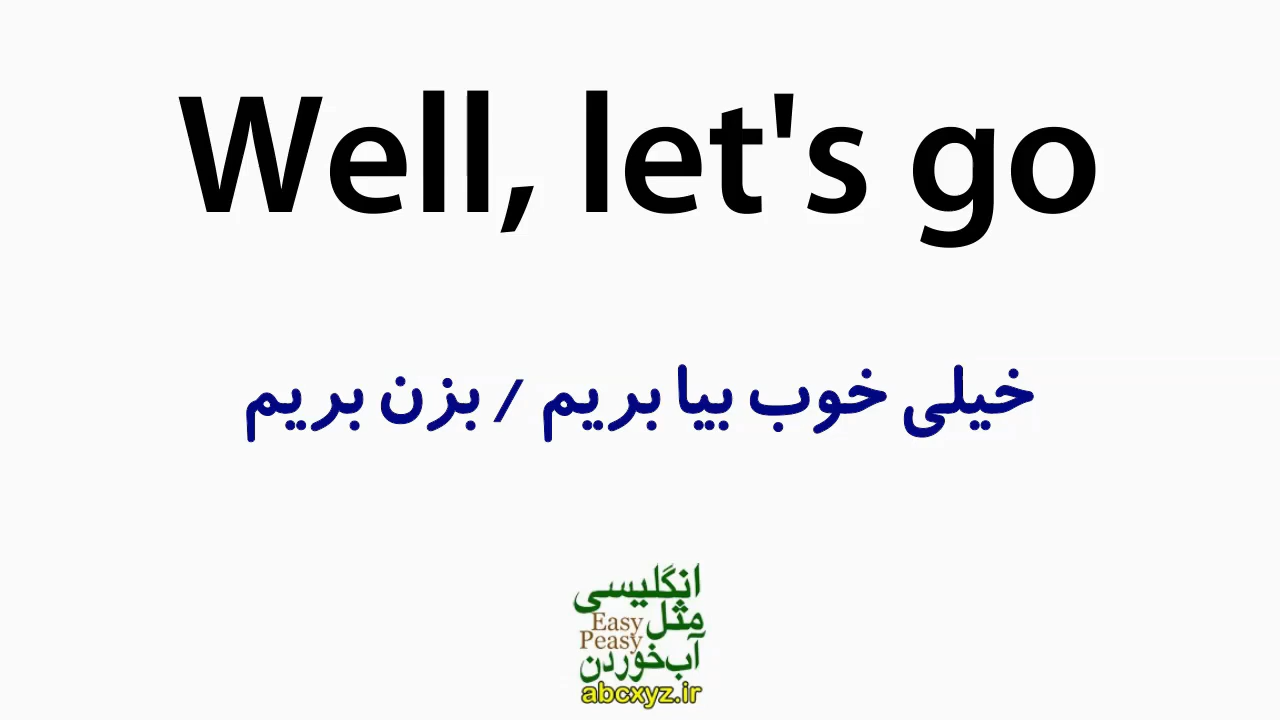 Well, let's go
خیلی خوب بیا بریم / بزن بریم
انگلیسی
مثل
Easy
Peasy
آب‌خوردن
abcxyz.ir